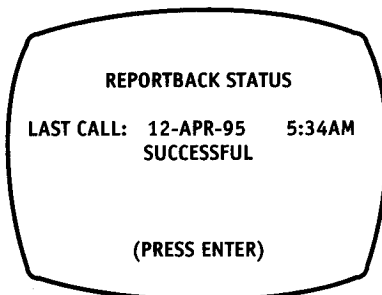 REPORTBACK STATUS
LAST CALL: 12-APR-95 5:34AM
SUCCESSFUL
(PRESS ENTER)